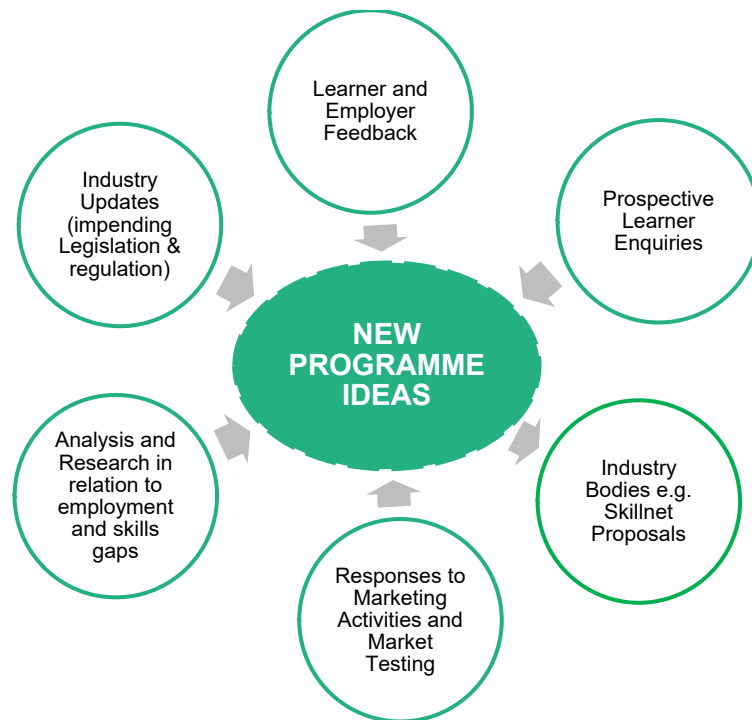 Learner and
Employer
Feedback
Industry
Updates
(impending
Legislation &
regulation)
Prospective
Learner
Enquiries
NEW
PROGRAMME
IDEAS
Analysis and
Research in
relation to
employment
and skills
gaps
Industry
Bodies e.g.
Skillnet
Proposals
Responses to
Marketing
Activities and
Market
Testing